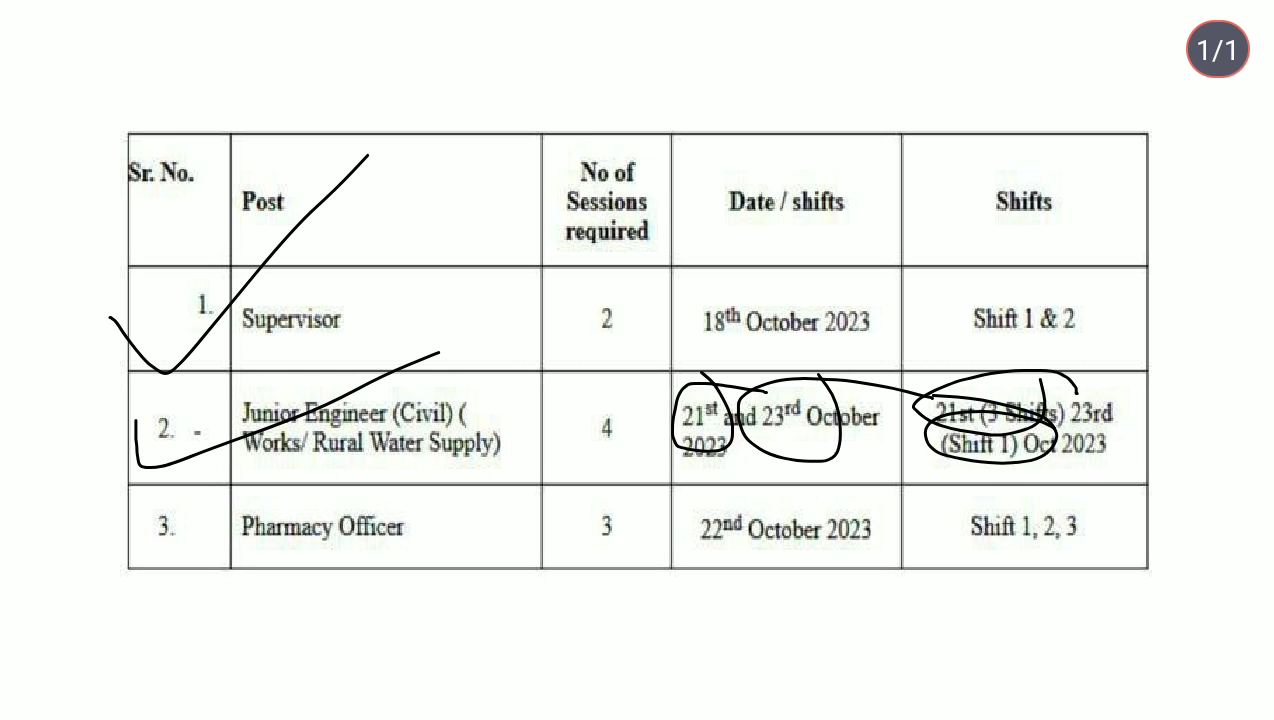 1/1
Sr. No.
Post
No of
Sessions
required
Date / shifts
Shifts
1.
Supervisor
2
18th October 2023
Shift 1 & 2
2. -
Junior Engineer (Civil) (
Works/ Rural Water Supply)
4
21st and 23rd October
2023
21st (3 Shifts) 23rd
(Shift 1) Oct 2023
3.
Pharmacy Officer
3
22nd October 2023
Shift 1, 2, 3